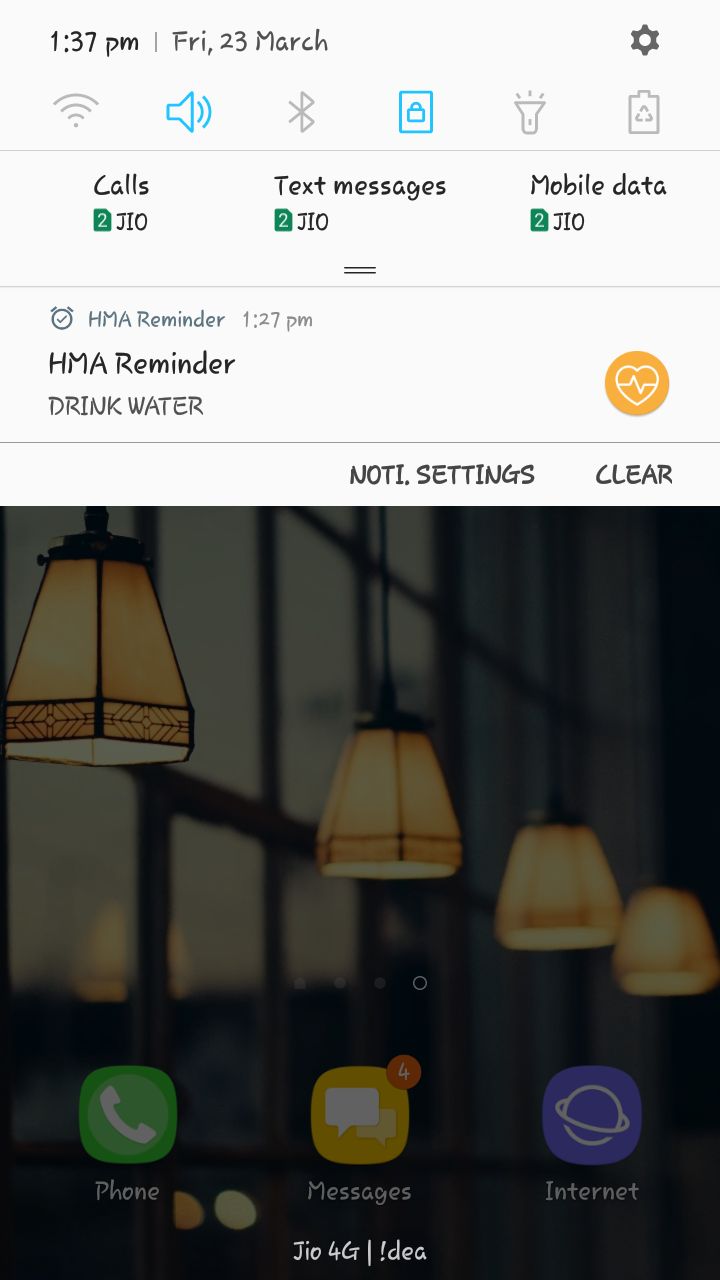 1:37 pm | Fri, 23 March
Calls Text messages Mobile data
2 JIO 2 JIO 2 JIO
HMA Reminder 1:27 pm
HMA Reminder
DRINK WATER
NOTI. SETTINGS CLEAR
4
Phone Messages Internet
Jio 4G | !dea